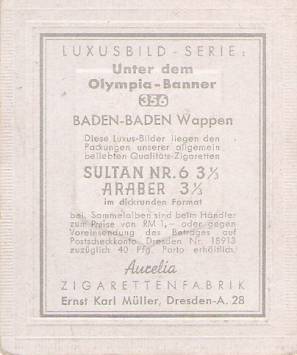 LUXUSBILD - SERIE:
Unter dem
Olympia-Banner
356
BADEN-BADEN Wappen
Diese Luxus-Bilder liegen den
Packungen unserer allgemein
beliebten Qualitäts-Zigaretten
SULTAN NR. 6 3⅓
ARABER 3⅓
im dickrunden Format
bei. Sammelalben sind beim Händler
zum Preise von RM 1,- oder gegen
Voreinsendung des Betrages auf
Postscheckkonto Dresden Nr. 18913
zuzüglich 40 Pfg. Porto erhältlich.
Aurelia
ZIGARETTENFABRIK
Ernst Karl Müller, Dresden-A. 28